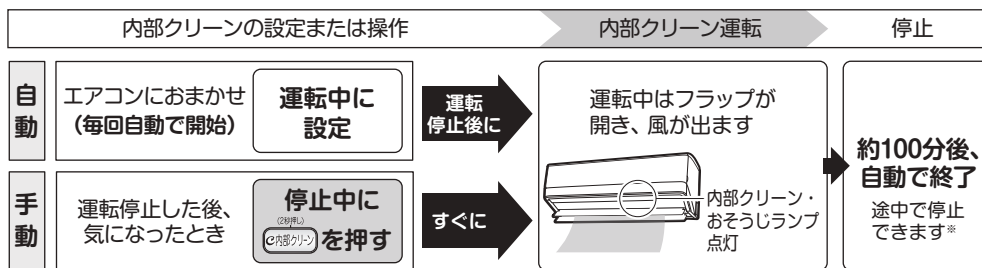 内部クリーンの設定または操作
内部クリーン運転
停止
自動
エアコンにおまかせ
(毎回自動で開始)
運転中に
設定
運転
停止後に
手動
運転停止した後、
気になったとき
停止中に
(2秒押し)
内部クリーン を押す
すぐに
運転中はフラップが
開き、風が出ます
内部クリーン・
おそうじランプ
点灯
約100分後、
自動で終了
途中で停止
できます※